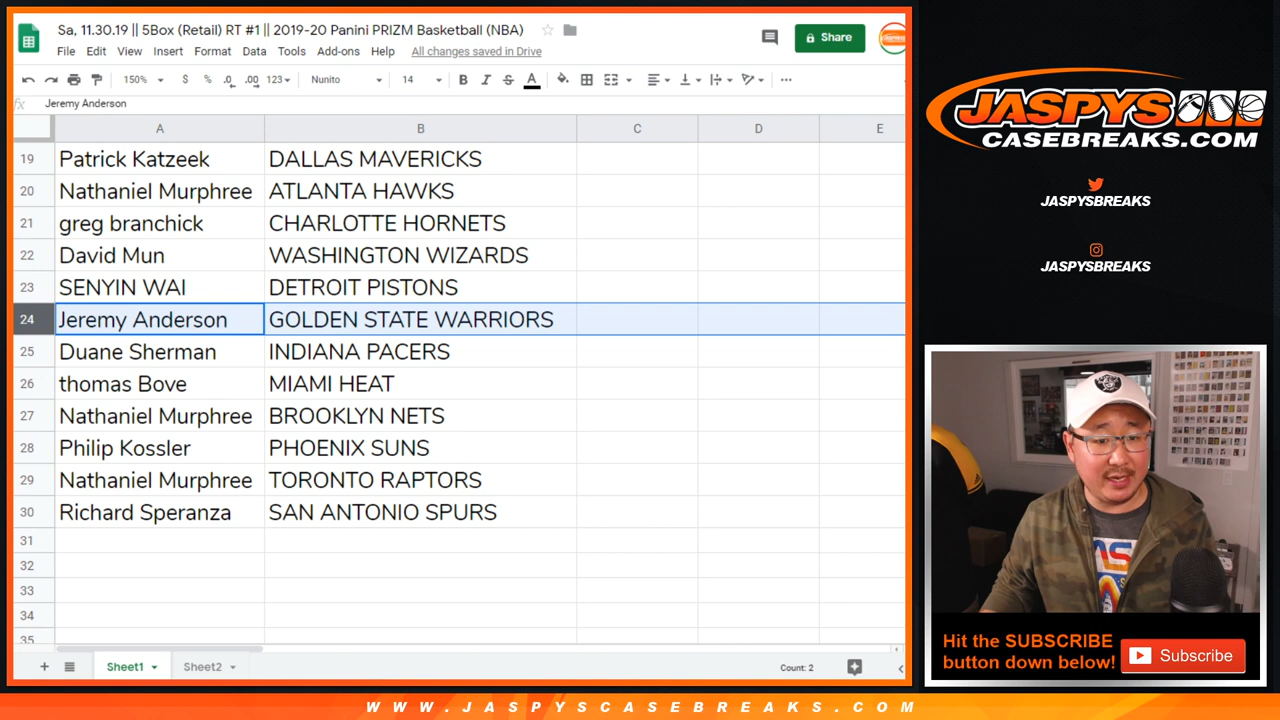 Sa, 11.30.19 || 5Box (Retail) RT #1 || 2019-20 Panini PRIZM Basketball (NBA)
File Edit View Insert Format Data Tools Add-ons Help All changes saved in Drive
Share
150% $ % .0 .00 123 Nunito 14 B I S A
fx Jeremy Anderson
A B C D E
19 Patrick Katzeek DALLAS MAVERICKS
20 Nathaniel Murphree ATLANTA HAWKS
21 greg branchick CHARLOTTE HORNETS
22 David Mun WASHINGTON WIZARDS
23 SENYIN WAI DETROIT PISTONS
24 Jeremy Anderson GOLDEN STATE WARRIORS
25 Duane Sherman INDIANA PACERS
26 thomas Bove MIAMI HEAT
27 Nathaniel Murphree BROOKLYN NETS
28 Philip Kossler PHOENIX SUNS
29 Nathaniel Murphree TORONTO RAPTORS
30 Richard Speranza SAN ANTONIO SPURS
31
32
33
34
35
Sheet1 Sheet2 Count: 2
JASPYS
CASEBREAKS.COM
JASPYSBREAKS
JASPYSBREAKS
Hit the SUBSCRIBE
button down below!
Subscribe
WWW.JASPYSCASEBREAKS.COM